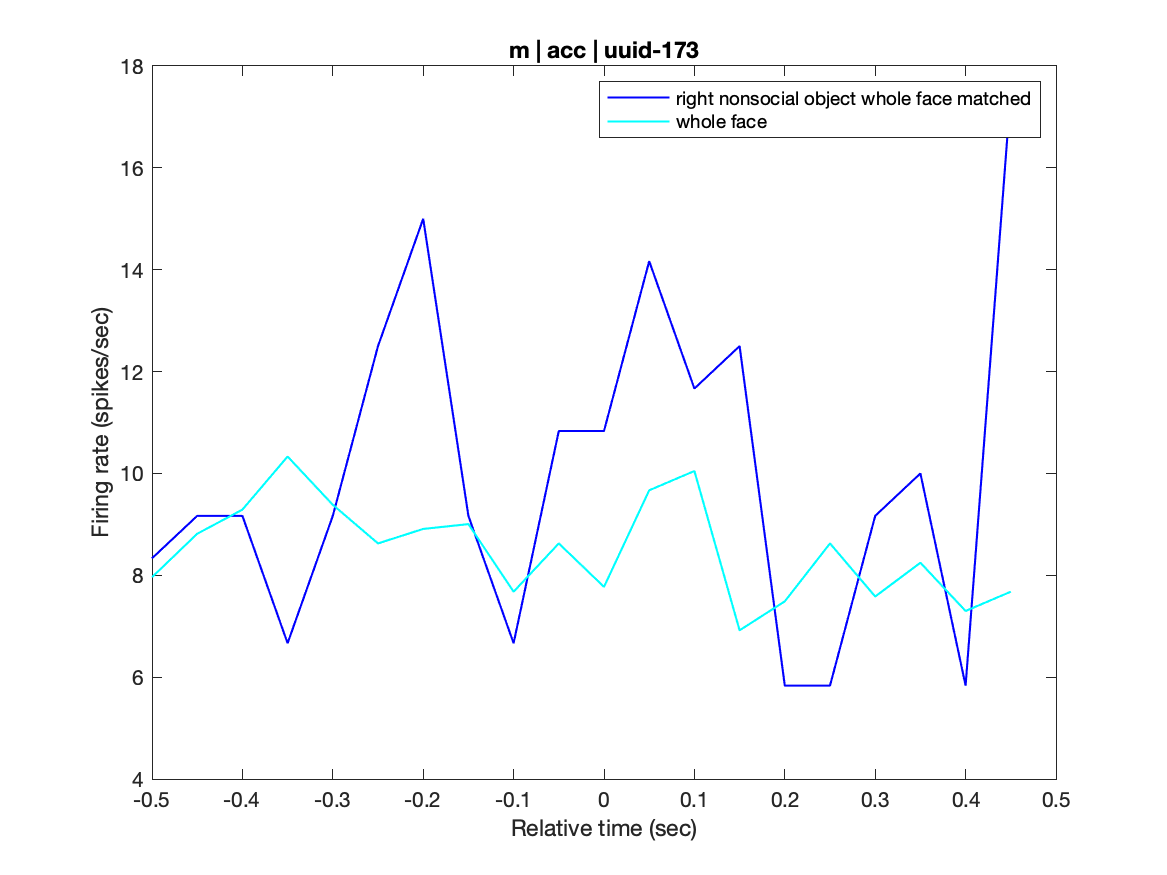 m | acc | uuid-173
right nonsocial object whole face matched
whole face
18
16
14
12
10
8
6
4
Firing rate (spikes/sec)
-0.5 -0.4 -0.3 -0.2 -0.1 0 0.1 0.2 0.3 0.4 0.5
Relative time (sec)